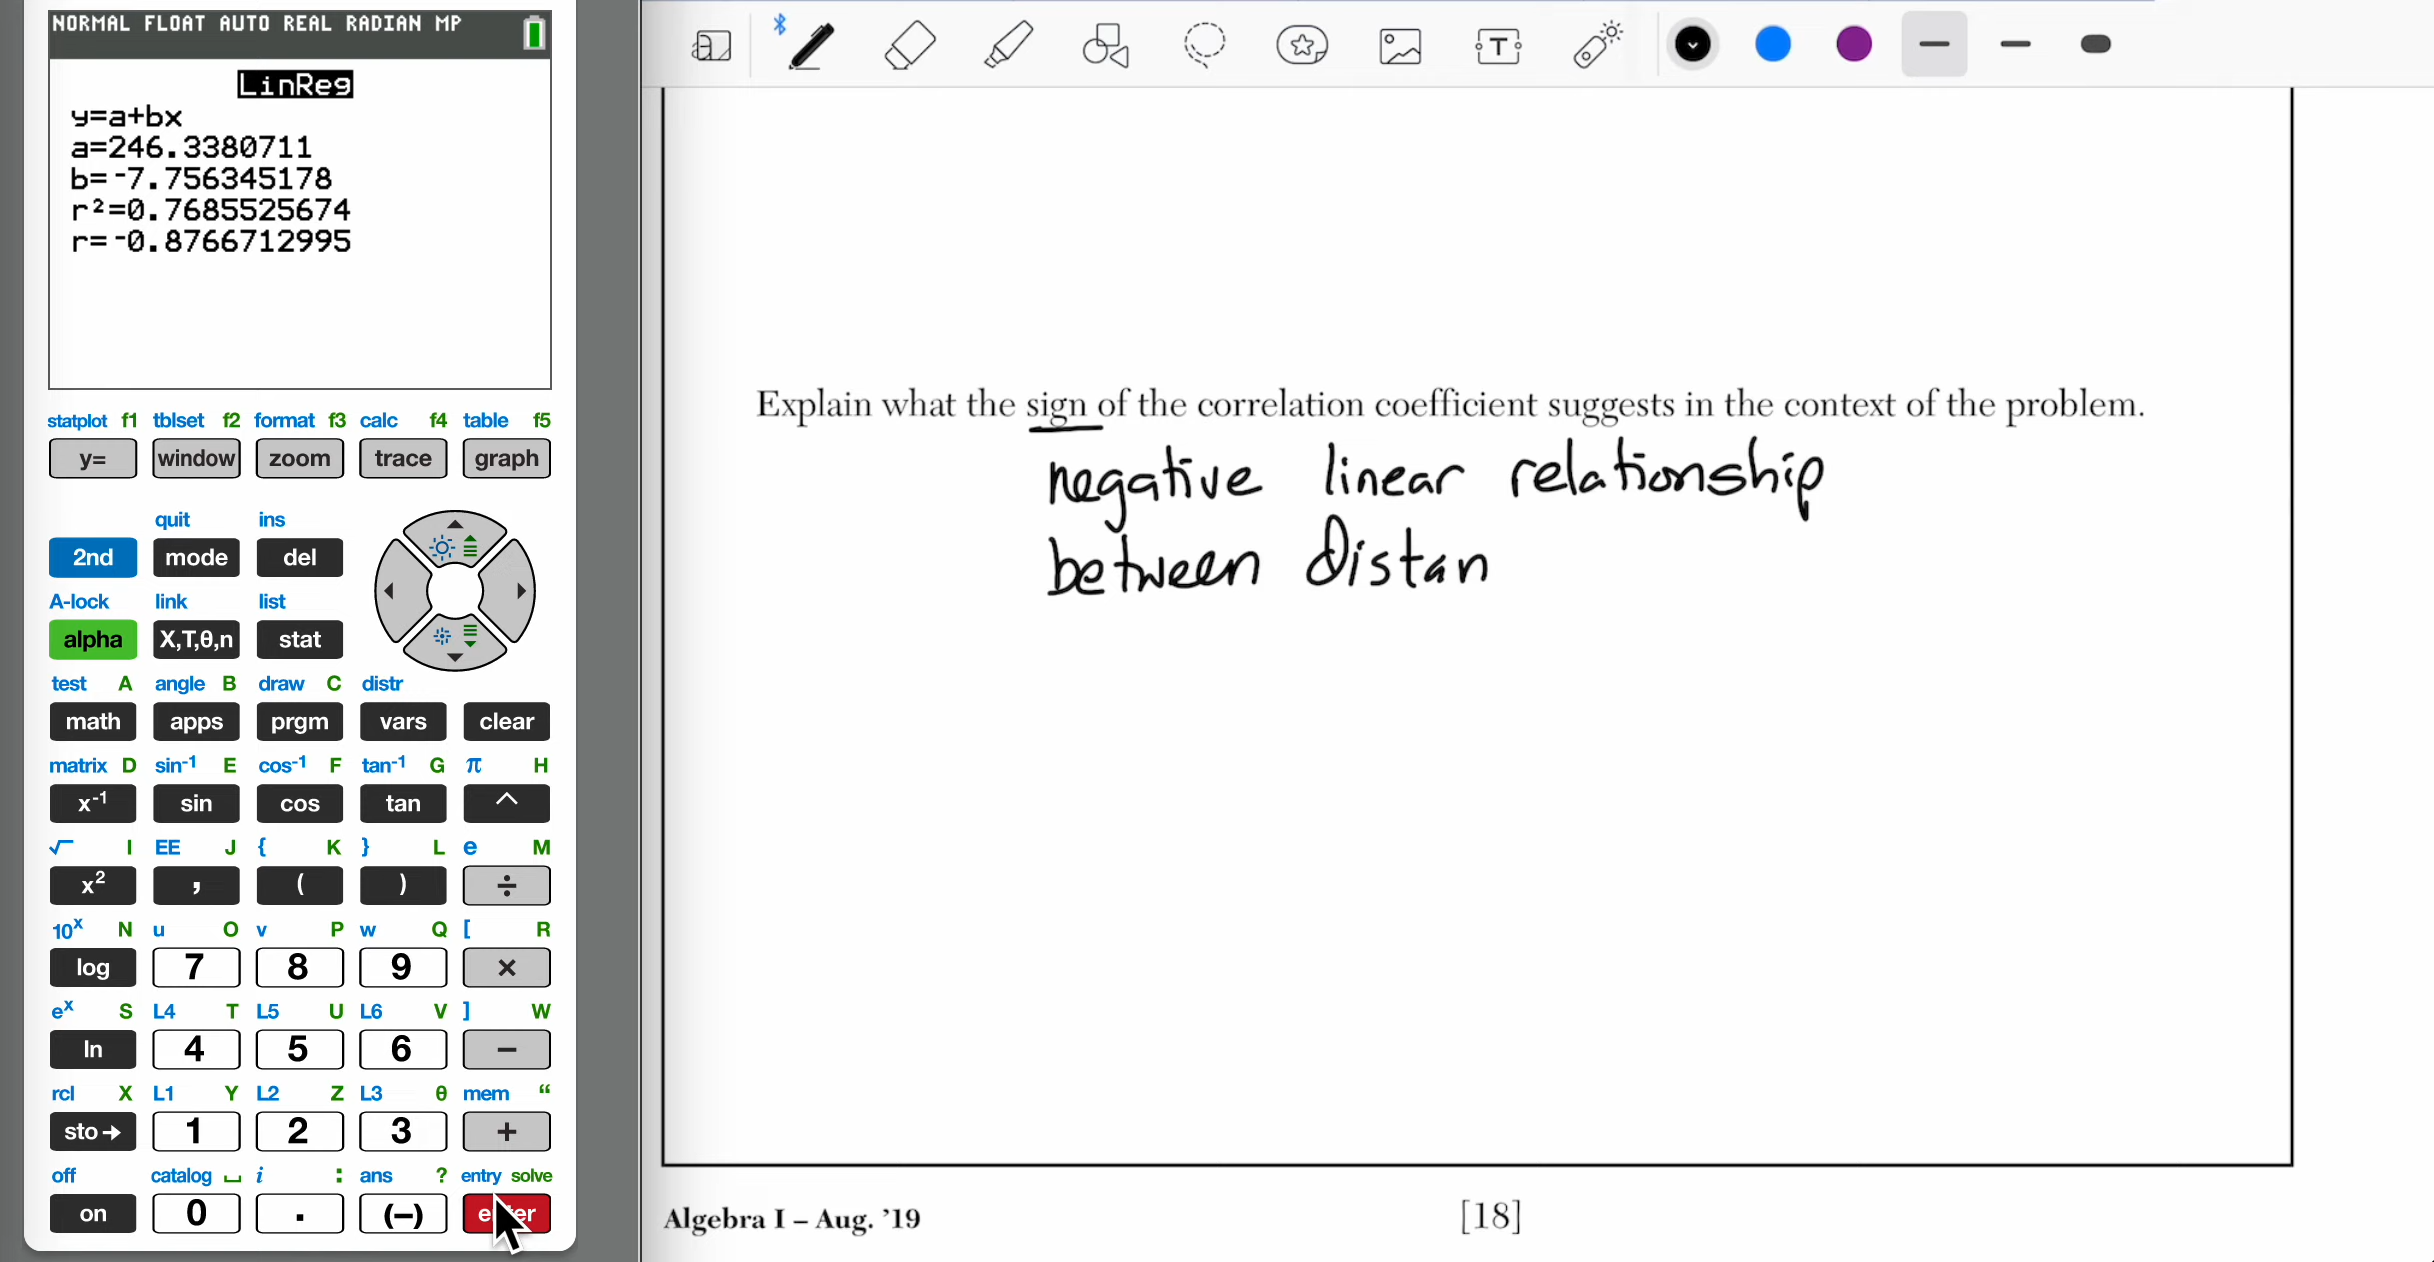 NORMAL FLOAT AUTO REAL RADIAN MP
LinReg
y=a+bx
a=246.3380711
b=-7.756345178
r²=0.7685525674
r=-0.8766712995
statplot f1 tblset f2 format f3 calc f4 table f5
y= window zoom trace graph
quit ins
2nd mode del
A-lock link list
alpha X,T,θ,n stat
test A angle B draw C distr
math apps prgm vars clear
matrix D sin⁻¹ E cos⁻¹ F tan⁻¹ G π H
x⁻¹ sin cos tan ^
√ I EE J { K } L e M
x² , ( ) ÷
10ˣ N u O v P w Q [ R
log 7 8 9 ×
eˣ S L4 T L5 U L6 V ] W
ln 4 5 6 −
rcl X L1 Y L2 Z L3 θ mem “
sto→ 1 2 3 +
off catalog ⎵ i : ans ? entry solve
on 0 . (−) enter
a T
Explain what the sign of the correlation coefficient suggests in the context of the problem.
negative linear relationship
between distan
Algebra I – Aug. ’19 [18]